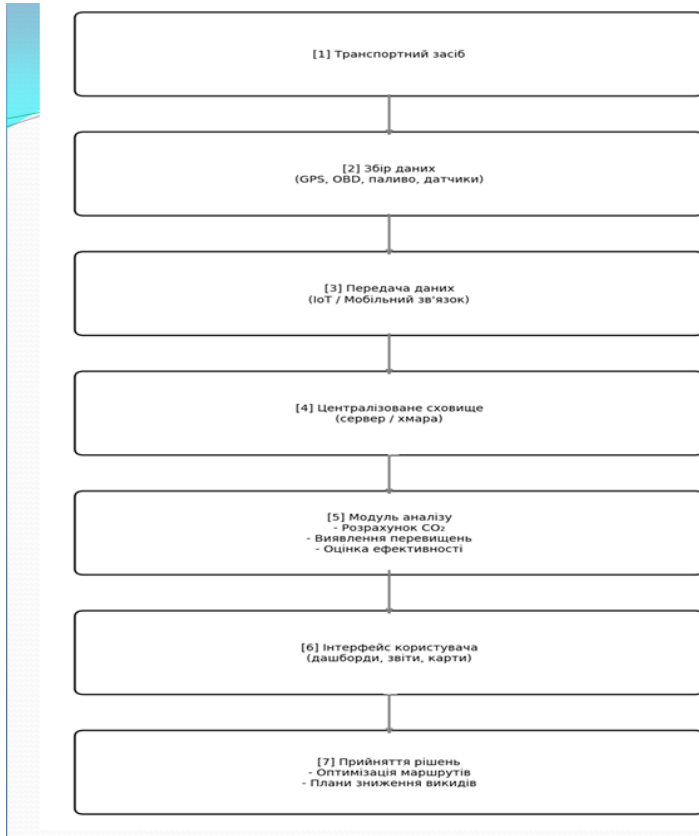 [1] Транспортний засіб
[2] Збір даних
(GPS, OBD, паливо, датчики)
[3] Передача даних
(IoT / Мобільний зв'язок)
[4] Централізоване сховище
(сервер / хмара)
[5] Модуль аналізу
- Розрахунок CO₂
- Виявлення перевищень
- Оцінка ефективності
[6] Інтерфейс користувача
(дашборди, звіти, карти)
[7] Прийняття рішень
- Оптимізація маршрутів
- Плани зниження викидів